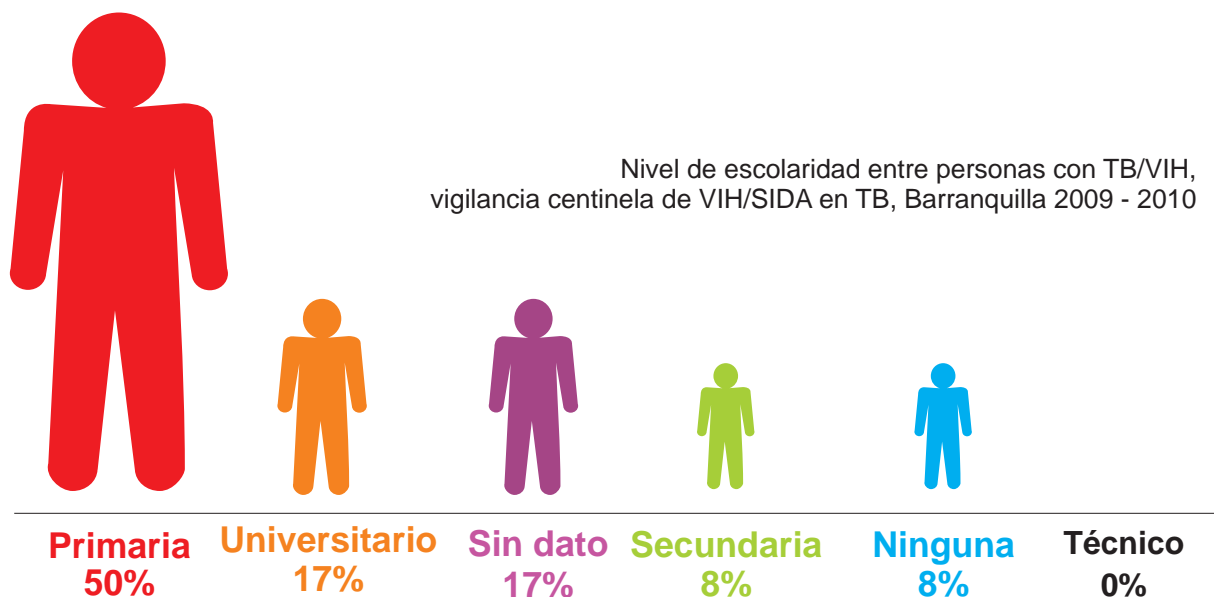 Nivel de escolaridad entre personas con TB/VIH,
vigilancia centinela de VIH/SIDA en TB, Barranquilla 2009 - 2010
Primaria
50%
Universitario
17%
Sin dato
17%
Secundaria
8%
Ninguna
8%
Técnico
0%